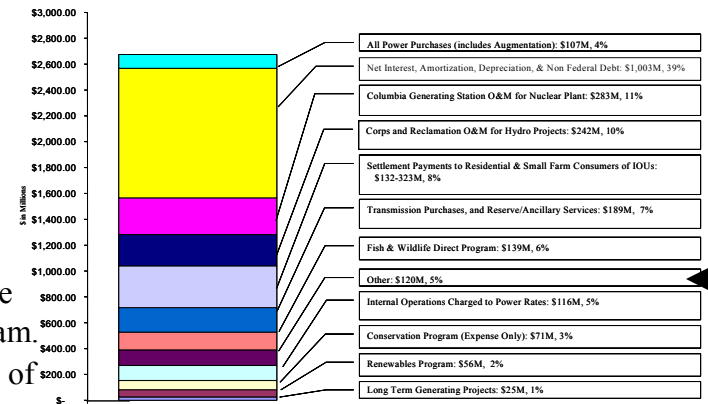 $3,000.00
$2,800.00
$2,600.00
$2,400.00
$2,200.00
$2,000.00
$1,800.00
$1,600.00
$1,400.00
$1,200.00
$1,000.00
$800.00
$600.00
$400.00
$200.00
$-
$ in Millions
e
am.
of
All Power Purchases (includes Augmentation): $107M, 4%
Net Interest, Amortization, Depreciation, & Non Federal Debt: $1,003M, 39%
Columbia Generating Station O&M for Nuclear Plant: $283M, 11%
Corps and Reclamation O&M for Hydro Projects: $242M, 10%
Settlement Payments to Residential & Small Farm Consumers of IOUs:
$132-323M, 8%
Transmission Purchases, and Reserve/Ancillary Services: $189M, 7%
Fish & Wildlife Direct Program: $139M, 6%
Other: $120M, 5%
Internal Operations Charged to Power Rates: $116M, 5%
Conservation Program (Expense Only): $71M, 3%
Renewables Program: $56M, 2%
Long Term Generating Projects: $25M, 1%